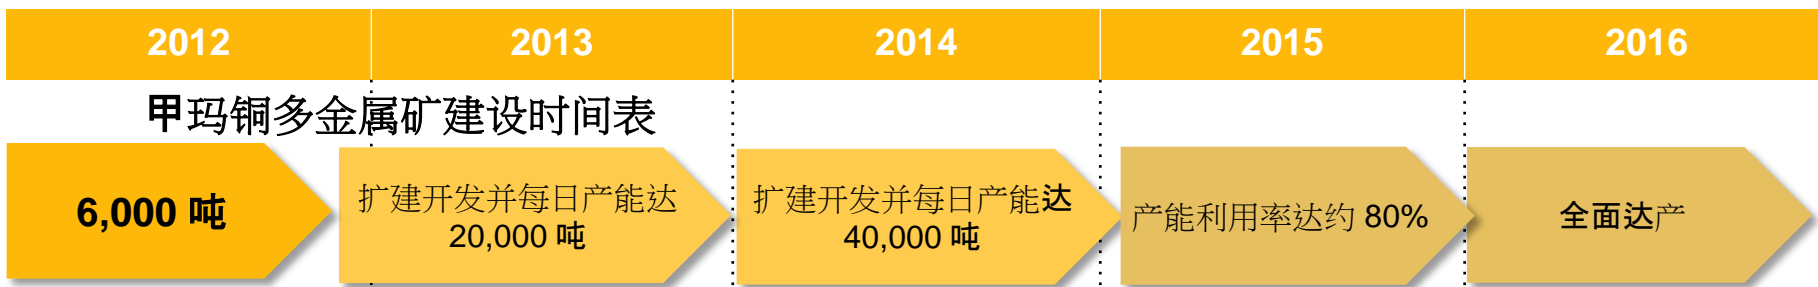 2012 2013 2014 2015 2016
甲玛铜多金属矿建设时间表
6,000 吨
扩建开发并每日产能达
20,000 吨
扩建开发并每日产能达
40,000 吨
产能利用率达约 80%
全面达产